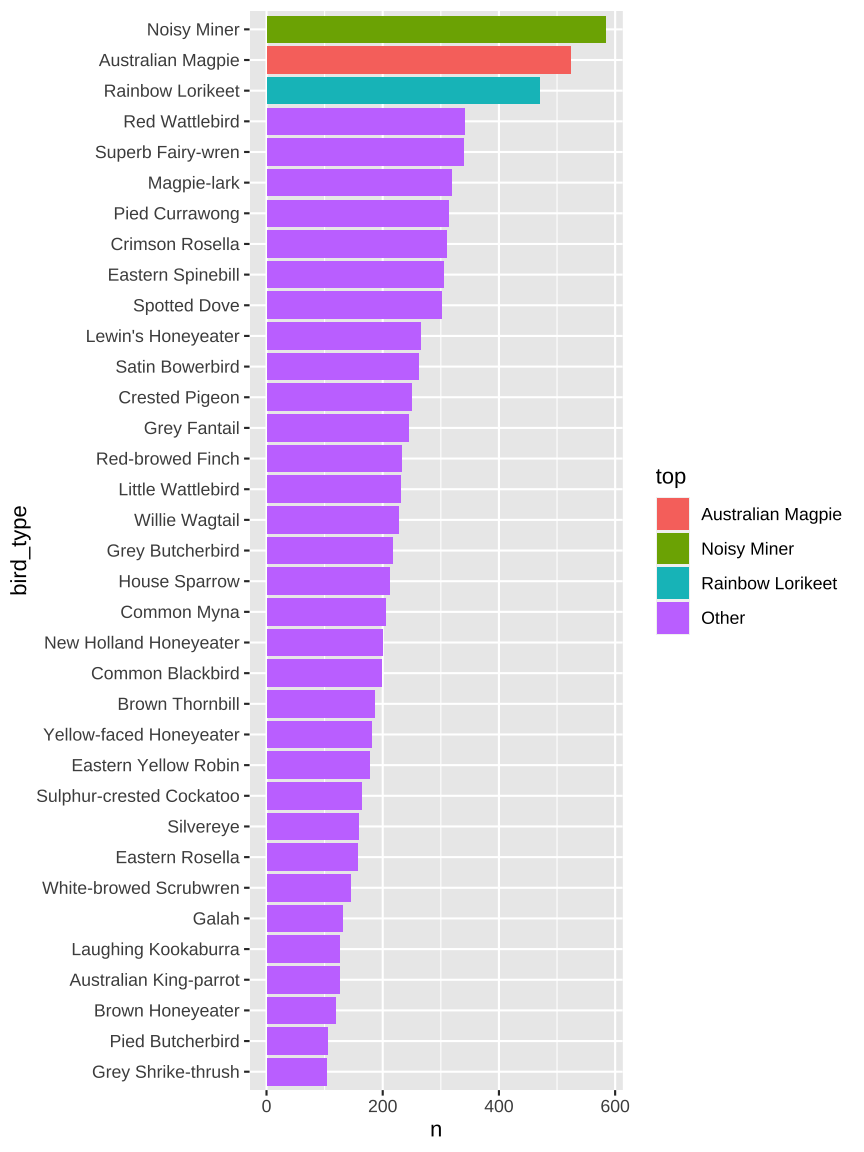 Noisy Miner
Australian Magpie
Rainbow Lorikeet
Red Wattlebird
Superb Fairy-wren
Magpie-lark
Pied Currawong
Crimson Rosella
Eastern Spinebill
Spotted Dove
Lewin's Honeyeater
Satin Bowerbird
Crested Pigeon
Grey Fantail
Red-browed Finch
Little Wattlebird
Willie Wagtail
Grey Butcherbird
House Sparrow
Common Myna
New Holland Honeyeater
Common Blackbird
Brown Thornbill
Yellow-faced Honeyeater
Eastern Yellow Robin
Sulphur-crested Cockatoo
Silvereye
Eastern Rosella
White-browed Scrubwren
Galah
Laughing Kookaburra
Australian King-parrot
Brown Honeyeater
Pied Butcherbird
Grey Shrike-thrush
bird_type
0 200 400 600
n
top
Australian Magpie
Noisy Miner
Rainbow Lorikeet
Other